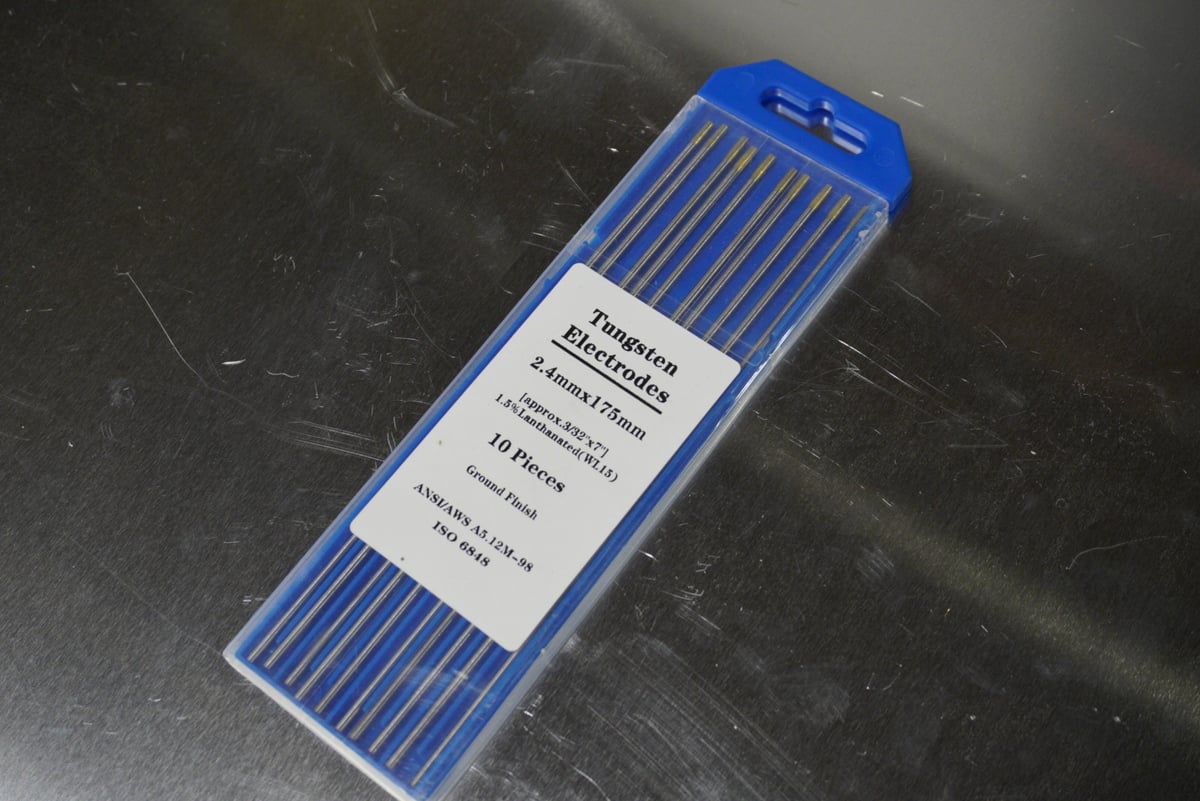 Tungsten
Electrodes
2.4mmx175mm
[approx.3/32"x7"]
1.5%Lanthanated(WL15)
10 Pieces
Ground Finish
ANSI/AWS A5.12M-98
ISO 6848